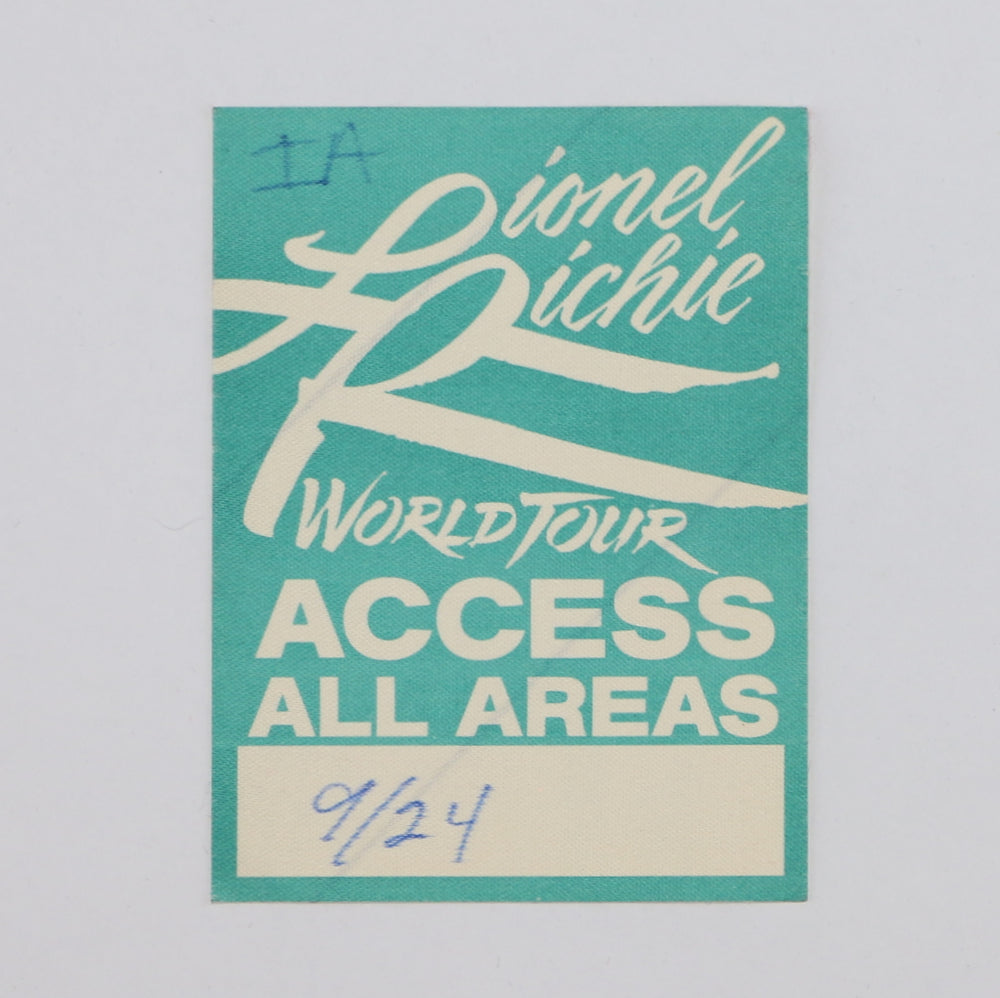 IA
Lionel
Richie
WORLD TOUR
ACCESS
ALL AREAS
9/24